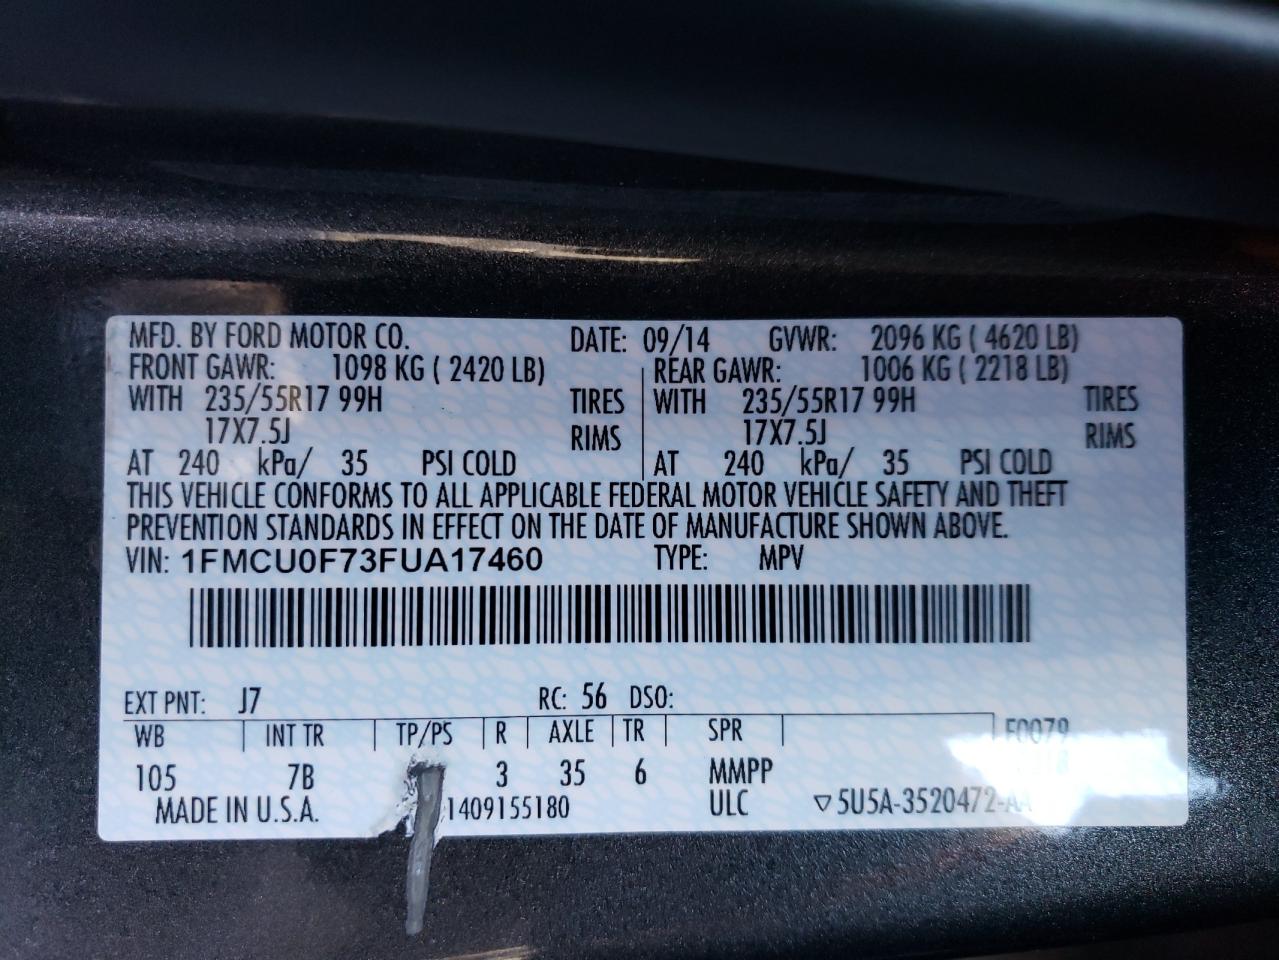 MFD. BY FORD MOTOR CO. DATE: 09/14 GVWR: 2096 KG ( 4620 LB)
FRONT GAWR: 1098 KG ( 2420 LB) REAR GAWR: 1006 KG ( 2218 LB)
WITH 235/55R17 99H TIRES WITH 235/55R17 99H TIRES
17X7.5J RIMS 17X7.5J RIMS
AT 240 kPa/ 35 PSI COLD AT 240 kPa/ 35 PSI COLD
THIS VEHICLE CONFORMS TO ALL APPLICABLE FEDERAL MOTOR VEHICLE SAFETY AND THEFT
PREVENTION STANDARDS IN EFFECT ON THE DATE OF MANUFACTURE SHOWN ABOVE.
VIN: 1FMCU0F73FUA17460 TYPE: MPV
EXT PNT: J7 RC: 56 DSO:
WB INT TR TP/PS R AXLE TR SPR F0079
105 7B 3 35 6 MMPP
MADE IN U.S.A. 1409155180 ULC ▽5U5A-3520472-AA